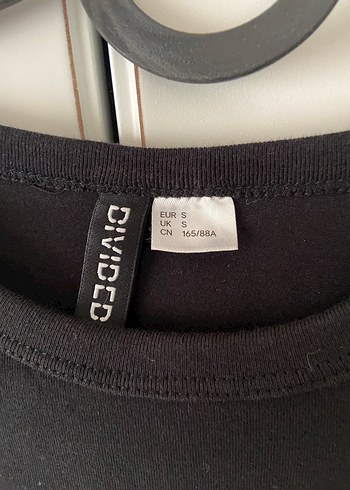 DIVIDED
EUR S
UK S
CN 165/88A